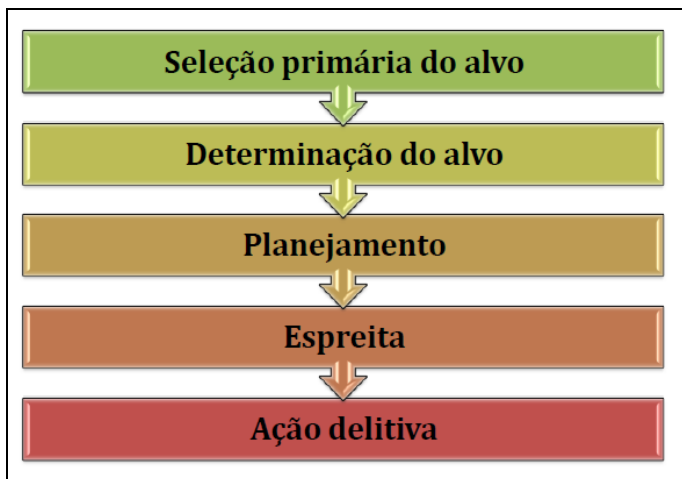 Seleção primária do alvo
Determinação do alvo
Planejamento
Espreita
Ação delitiva